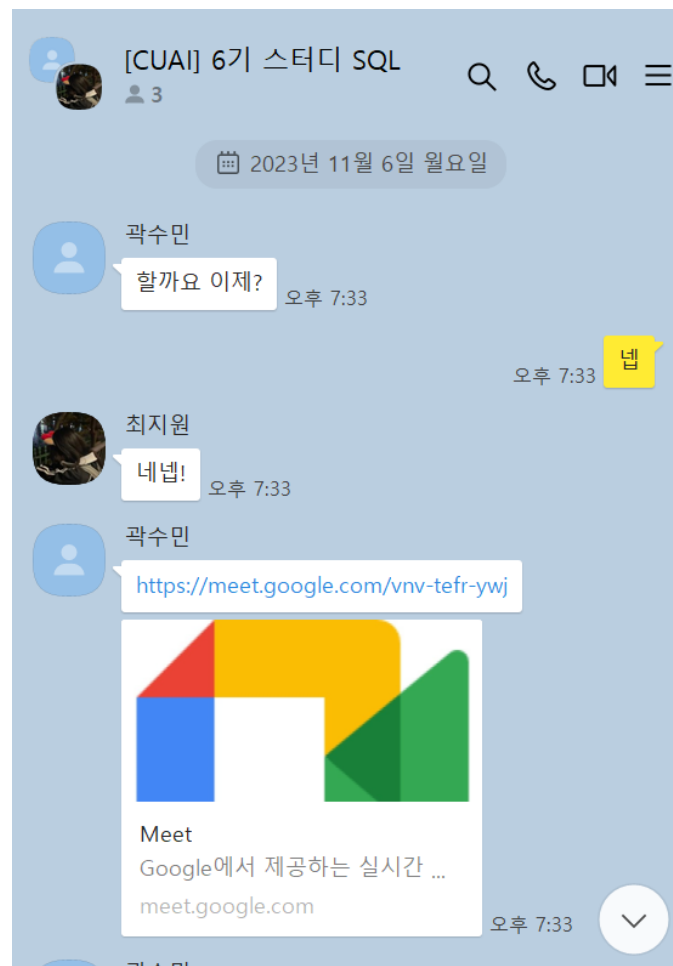 [CUAI] 6기 스터디 SQL
3
2023년 11월 6일 월요일
곽수민
할까요 이제?
오후 7:33
넵
오후 7:33
최지원
네넵!
오후 7:33
곽수민
https://meet.google.com/vnv-tefr-ywj
Meet
Google에서 제공하는 실시간 ...
meet.google.com
오후 7:33